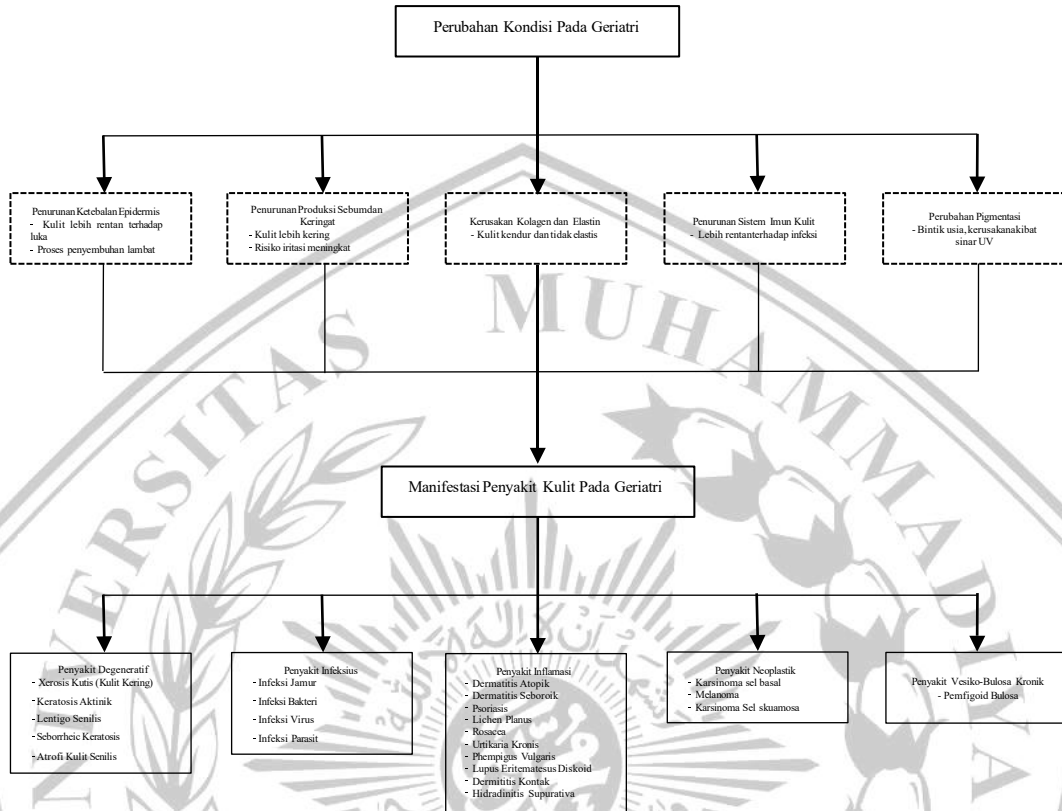 Perubahan Kondisi Pada Geriatri
Penurunan Ketebalan Epidermis
- Kulit lebih rentan terhadap
luka
- Proses penyembuhan lambat
Penurunan Produksi Sebumdan
Keringat
- Kulit lebih kering
- Risiko iritasi meningkat
Kerusakan Kolagen dan Elastin
- Kulit kendur dan tidak elastis
Penurunan Sistem Imun Kulit
- Lebih rentanterhadap infeksi
Perubahan Pigmentasi
- Bintik usia, kerusakanakibat
sinar UV
UNIVERSITAS MUHAMMADIYA
Manifestasi Penyakit Kulit Pada Geriatri
Penyakit Degeneratif
- Xerosis Kutis (Kulit Kering)
- Keratosis Aktinik
- Lentigo Senilis
- Seborrheic Keratosis
- Atrofi Kulit Senilis
Penyakit Infeksius
- Infeksi Jamur
- Infeksi Bakteri
- Infeksi Virus
- Infeksi Parasit
Penyakit Inflamasi
- Dermatitis Atopik
- Dermatitis Seboroik
- Psoriasis
- Lichen Planus
- Rosacea
- Urtikaria Kronis
- Phempigus Vulgaris
- Lupus Eritematesus Diskoid
- Dermititis Kontak
- Hidradinitis Supurativa
Penyakit Neoplastik
- Karsinoma sel basal
- Melanoma
- Karsinoma Sel skuamosa
Penyakit Vesiko-Bulosa Kronik
- Pemfigoid Bulosa